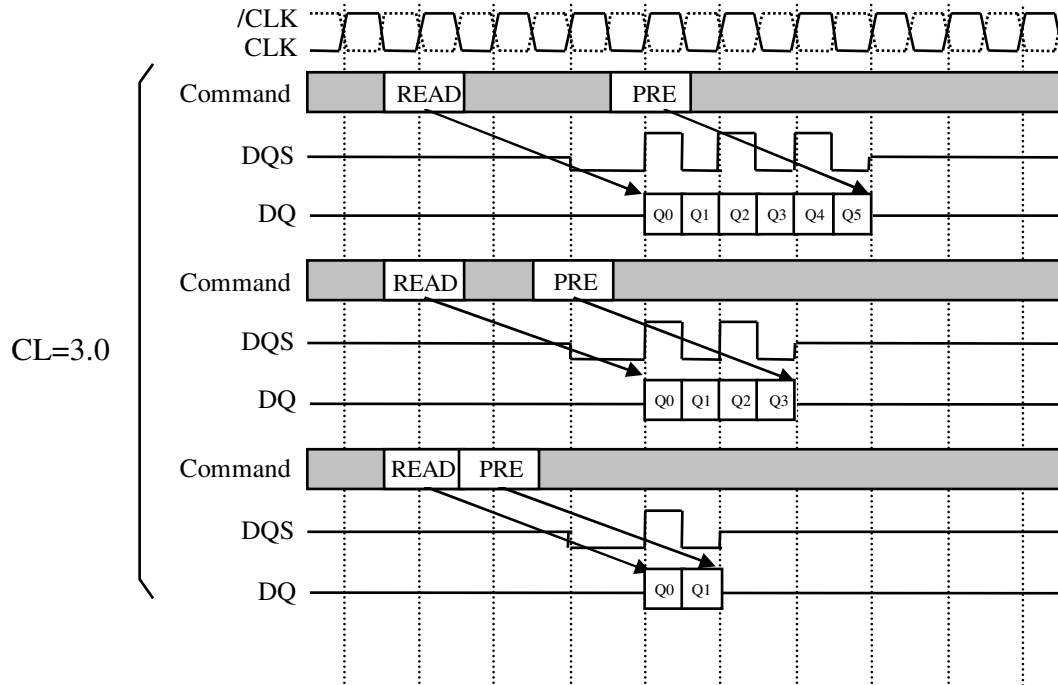 /CLK
CLK
Command READ PRE
DQS
DQ Q0 Q1 Q2 Q3 Q4 Q5
Command READ PRE
CL=3.0
DQS
DQ Q0 Q1 Q2 Q3
Command READ PRE
DQS
DQ Q0 Q1